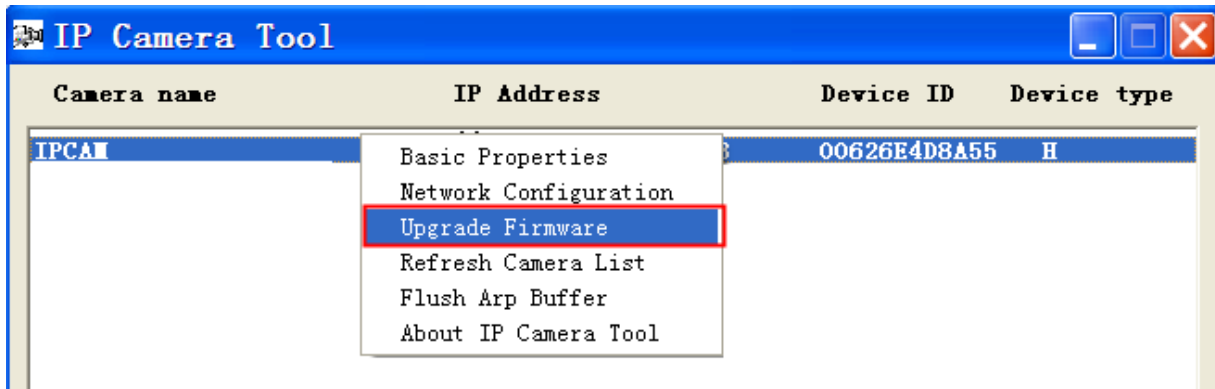 IP Camera Tool
Camera name IP Address Device ID Device type
IPCAM 00626E4D8A55 H
Basic Properties
Network Configuration
Upgrade Firmware
Refresh Camera List
Flush Arp Buffer
About IP Camera Tool